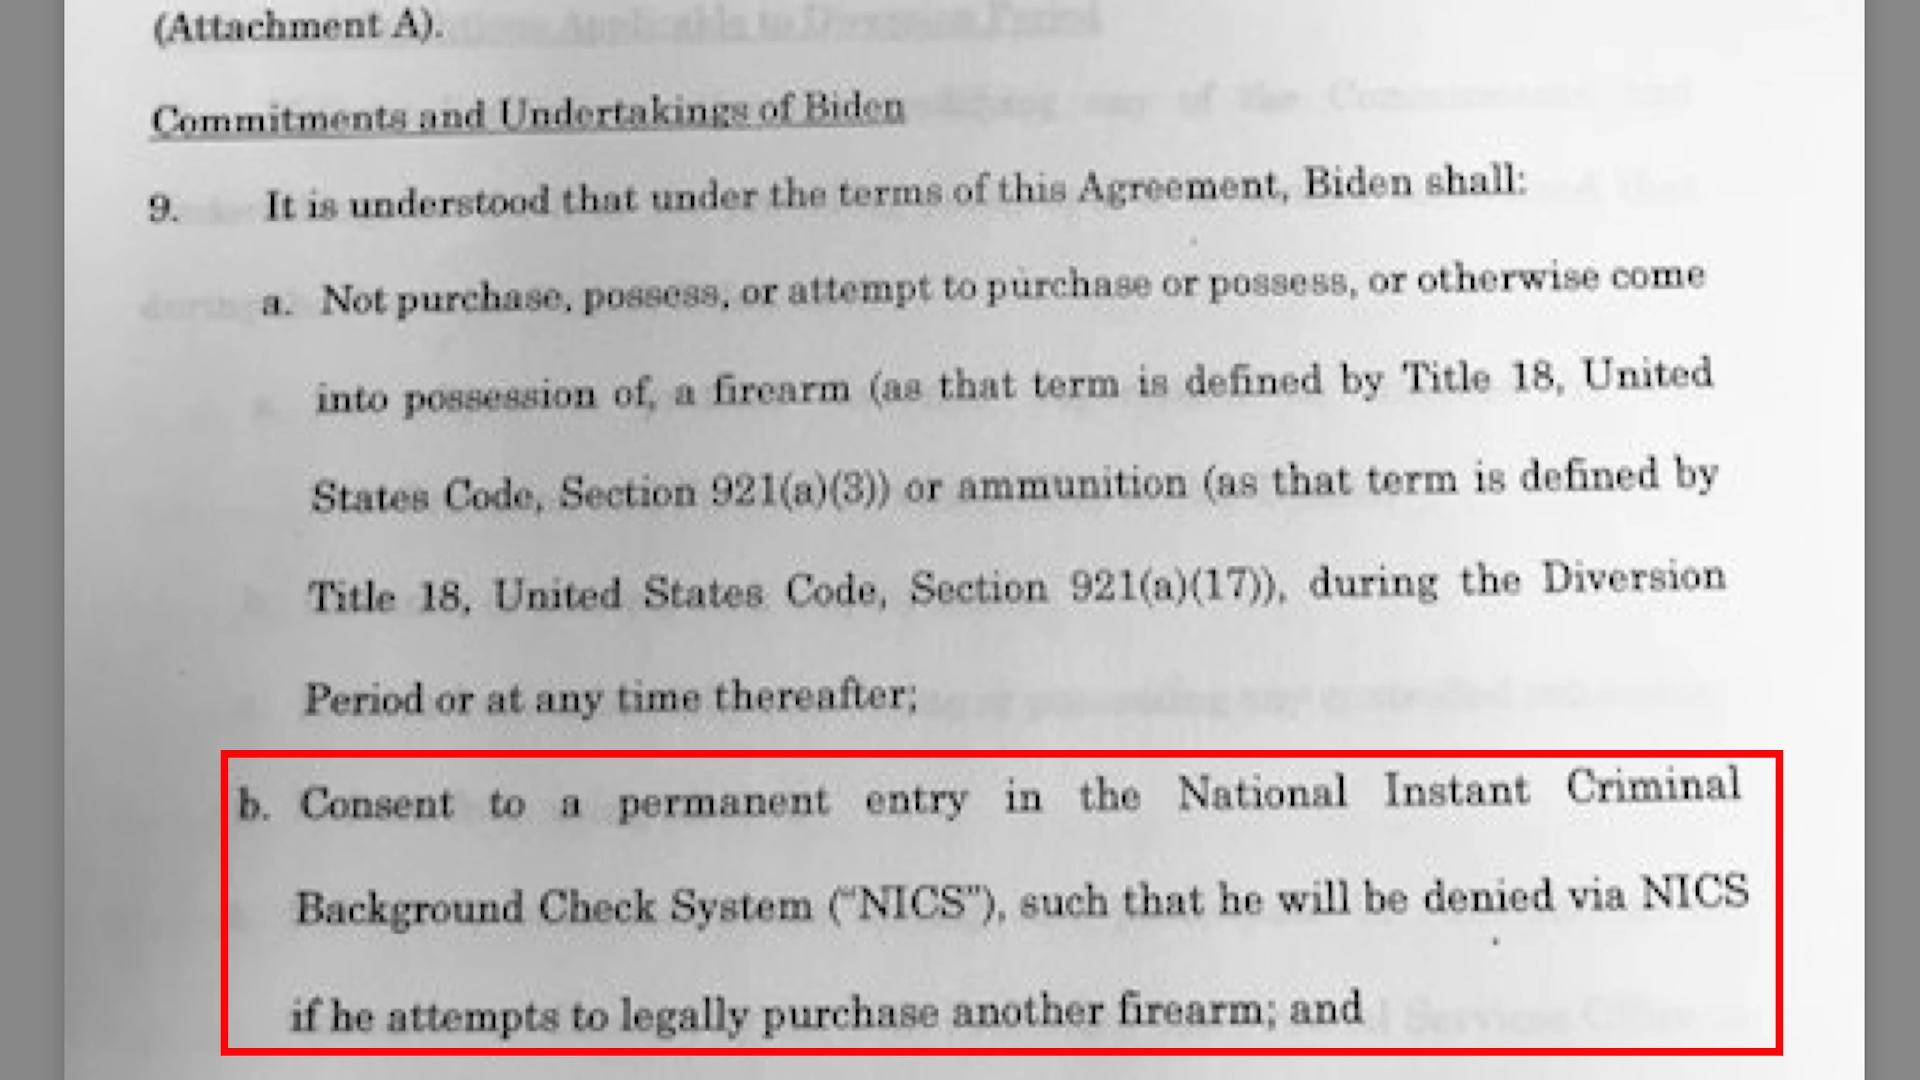 (Attachment A).
Commitments and Undertakings of Biden
9. It is understood that under the terms of this Agreement, Biden shall:
a. Not purchase, possess, or attempt to purchase or possess, or otherwise come
into possession of, a firearm (as that term is defined by Title 18, United
States Code, Section 921(a)(3)) or ammunition (as that term is defined by
Title 18, United States Code, Section 921(a)(17)), during the Diversion
Period or at any time thereafter;
b. Consent to a permanent entry in the National Instant Criminal
Background Check System (“NICS”), such that he will be denied via NICS
if he attempts to legally purchase another firearm; and